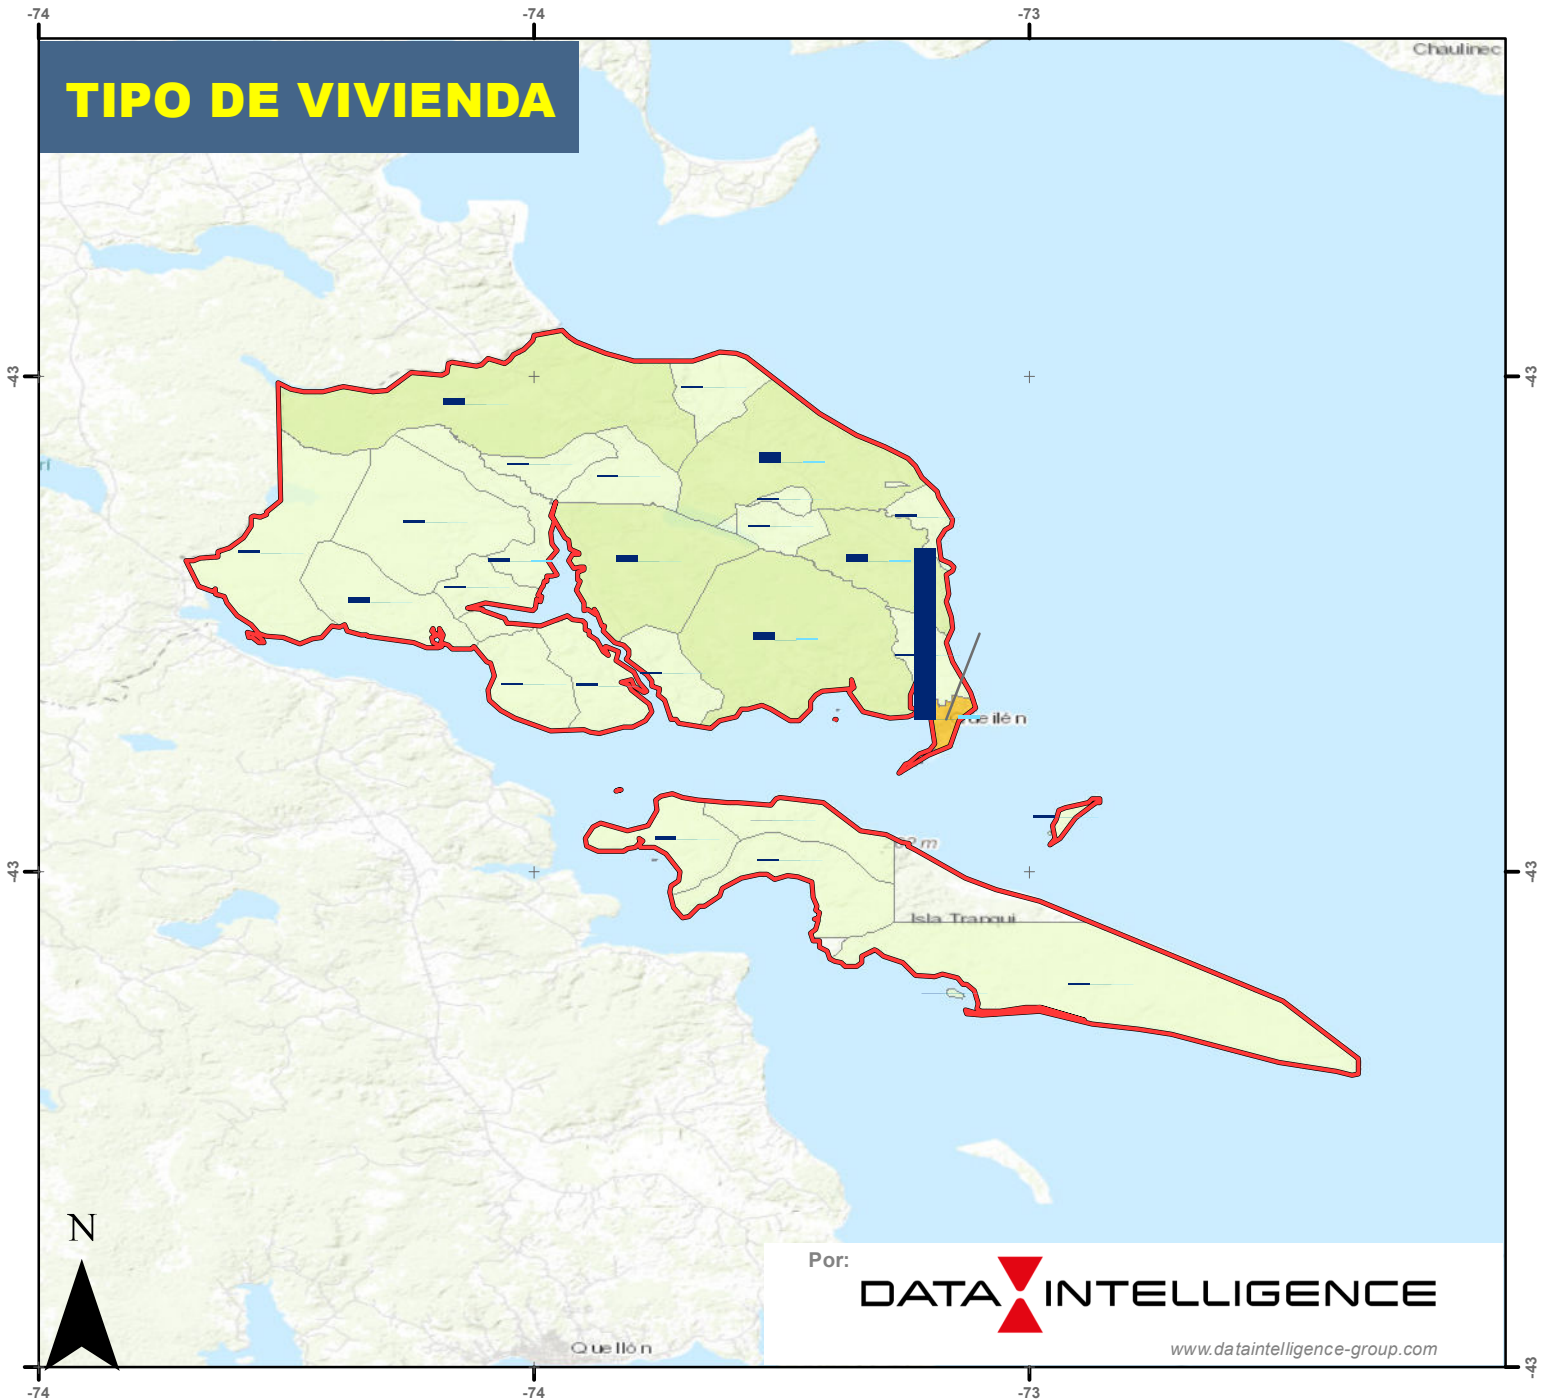 -74
-74
-73
TIPO DE VIVIENDA
Chaulinec
-43
-43
Queilén
-43
-43
Isla Tranqui
N
Por:
DATA INTELLIGENCE
www.dataintelligence-group.com
Quellón
-43
-74
-74
-73